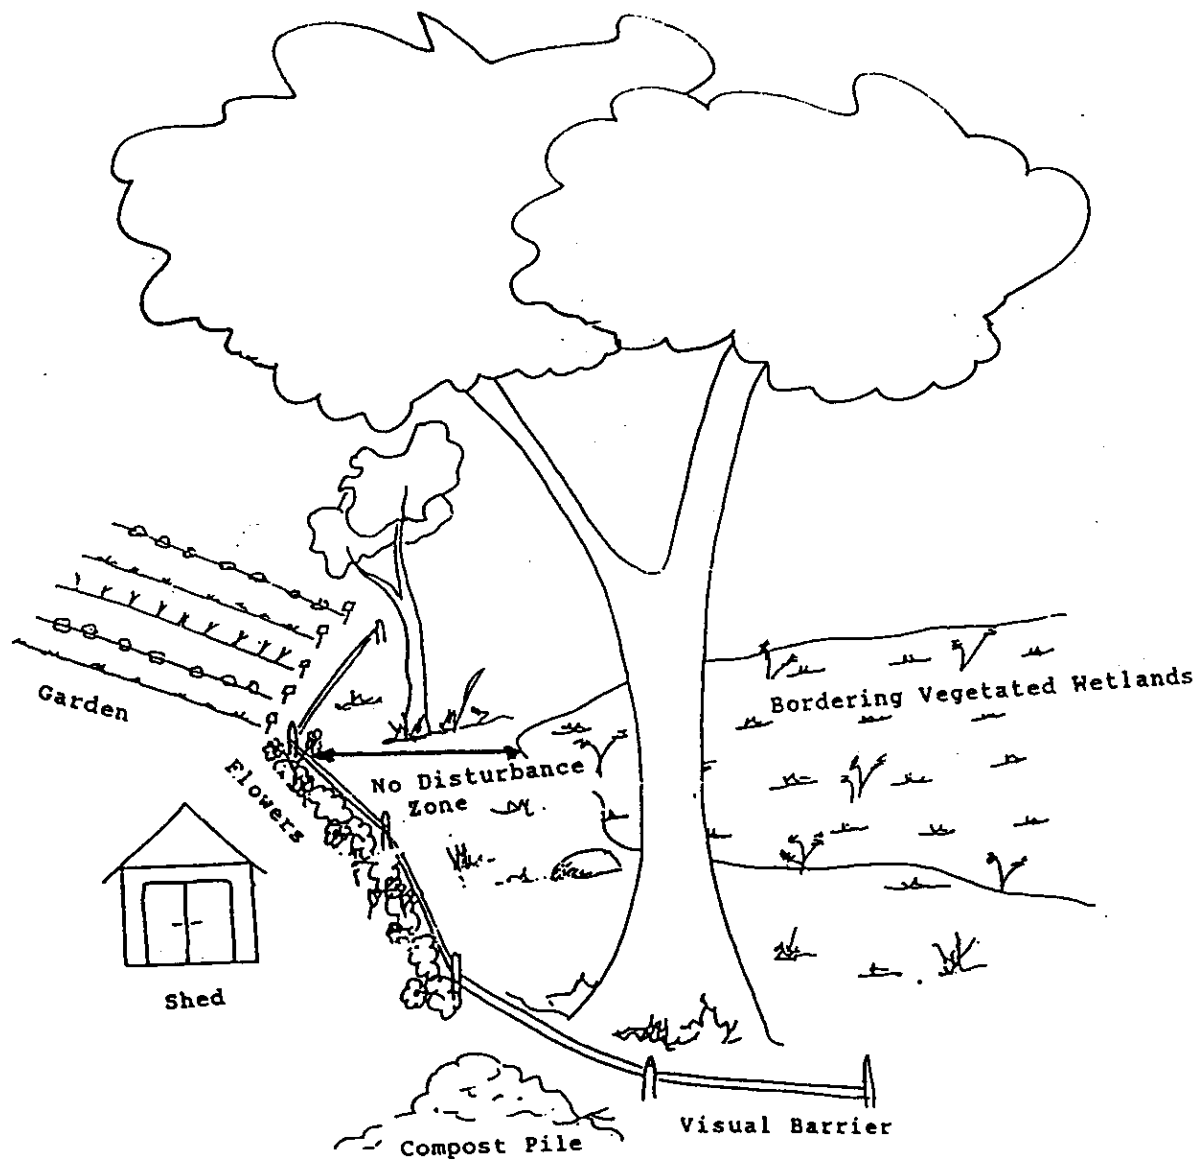 Bordering Vegetated Wetlands
Garden
Flowers
No Disturbance
Zone
Shed
Visual Barrier
Compost Pile